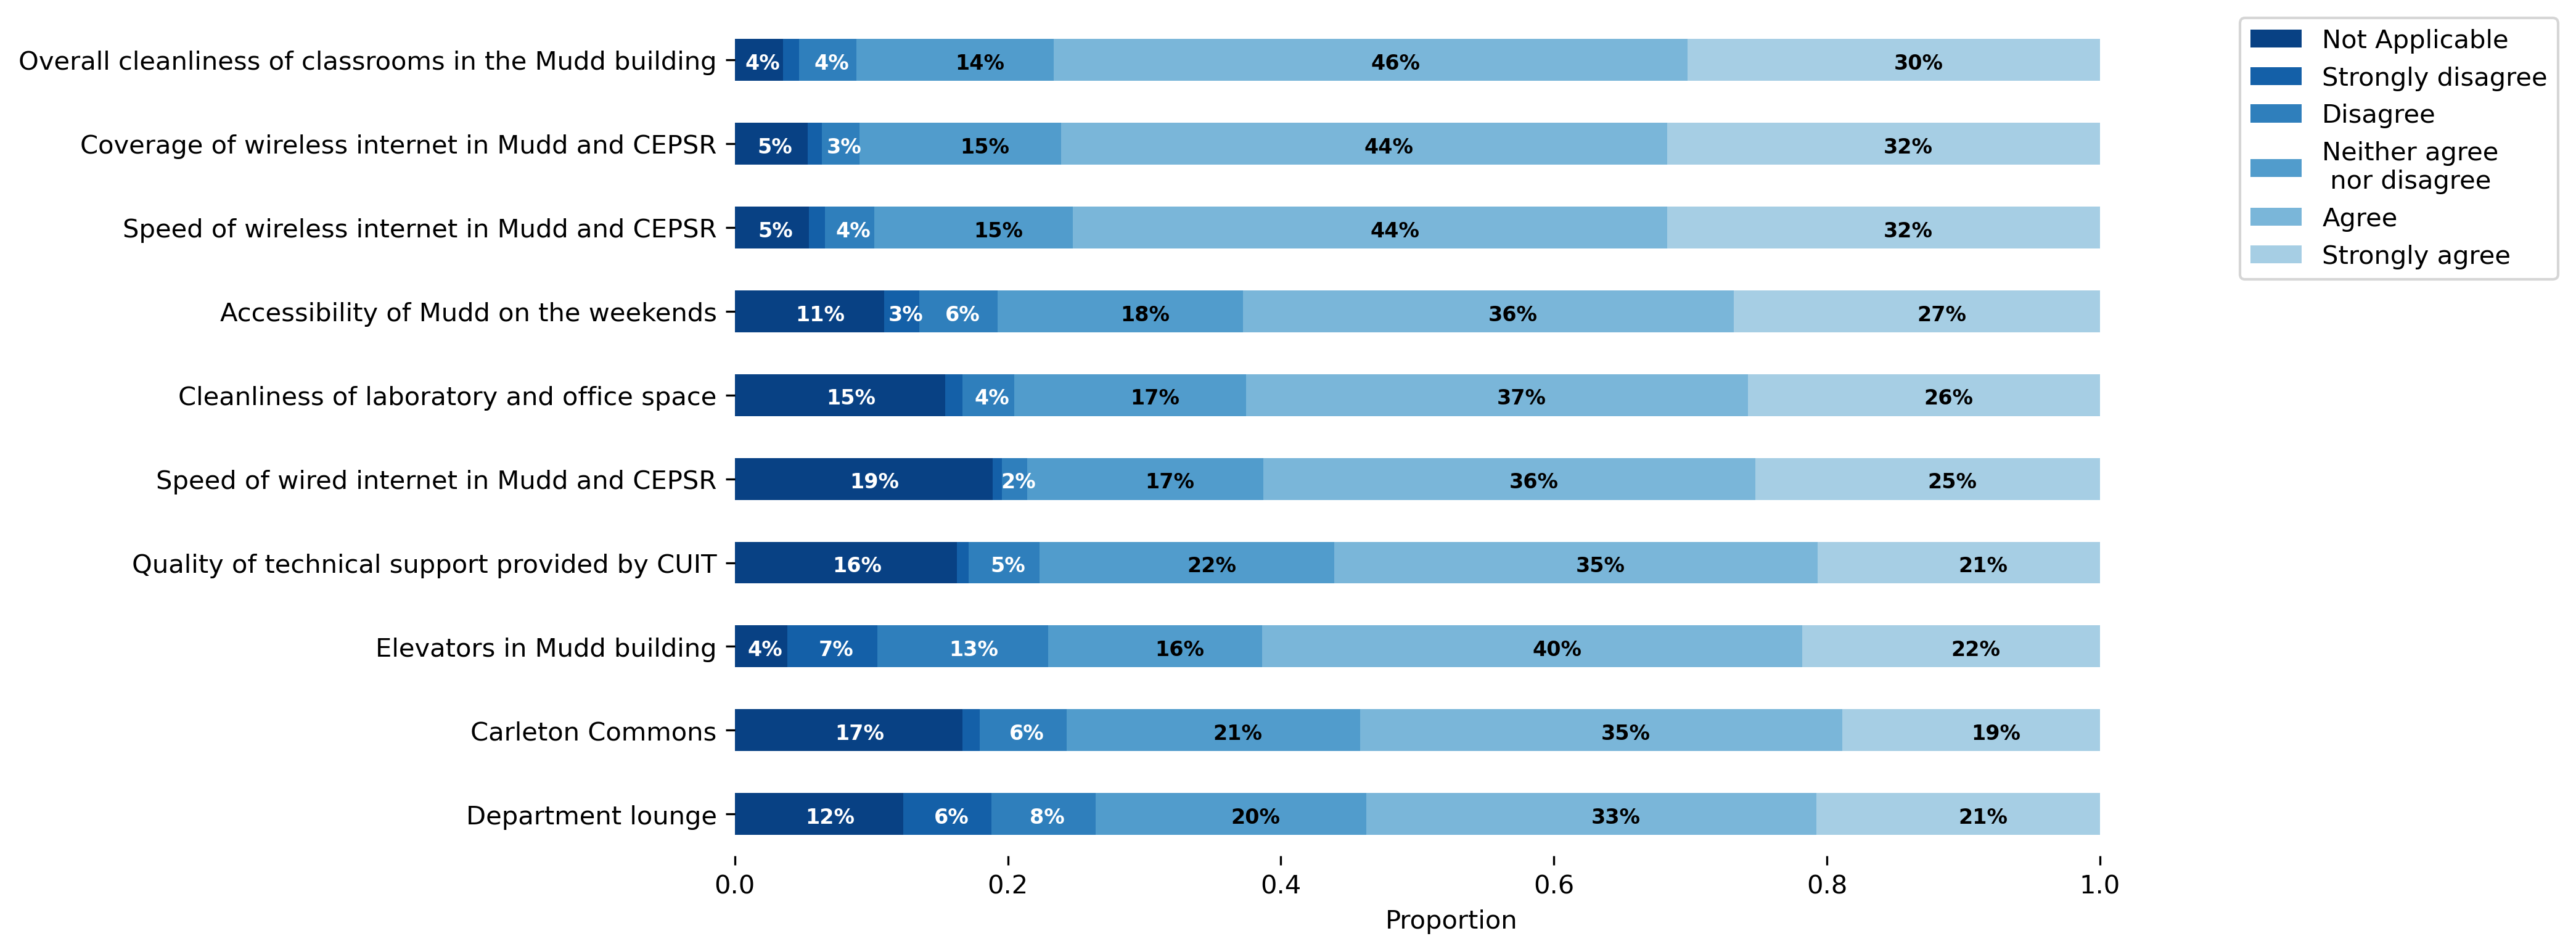 Overall cleanliness of classrooms in the Mudd building
4% 4% 14% 46% 30%
Coverage of wireless internet in Mudd and CEPSR
5% 3% 15% 44% 32%
Speed of wireless internet in Mudd and CEPSR
5% 4% 15% 44% 32%
Accessibility of Mudd on the weekends
11% 3% 6% 18% 36% 27%
Cleanliness of laboratory and office space
15% 4% 17% 37% 26%
Speed of wired internet in Mudd and CEPSR
19% 2% 17% 36% 25%
Quality of technical support provided by CUIT
16% 5% 22% 35% 21%
Elevators in Mudd building
4% 7% 13% 16% 40% 22%
Carleton Commons
17% 6% 21% 35% 19%
Department lounge
12% 6% 8% 20% 33% 21%
0.0 0.2 0.4 0.6 0.8 1.0
Proportion
Not Applicable
Strongly disagree
Disagree
Neither agree
nor disagree
Agree
Strongly agree